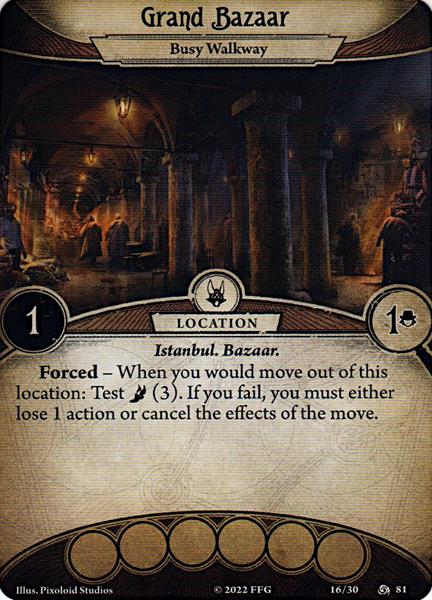 Grand Bazaar
Busy Walkway
1
1
LOCATION
Istanbul. Bazaar.
Forced – When you would move out of this
location: Test (3). If you fail, you must either
lose 1 action or cancel the effects of the move.
Illus. Pixoloid Studios © 2022 FFG 16/30 81